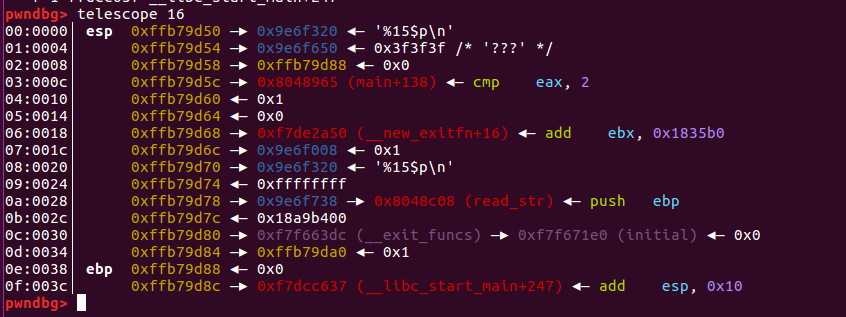 pwndbg> telescope 16
00:0000│ esp 0xffb79d50 —▸ 0x9e6f320 ◂— '%15$p\n'
01:0004│ 0xffb79d54 —▸ 0x9e6f650 ◂— 0x3f3f3f /* '???' */
02:0008│ 0xffb79d58 —▸ 0xffb79d88 ◂— 0x0
03:000c│ 0xffb79d5c —▸ 0x8048965 (main+138) ◂— cmp eax, 2
04:0010│ 0xffb79d60 ◂— 0x1
05:0014│ 0xffb79d64 ◂— 0x0
06:0018│ 0xffb79d68 —▸ 0xf7de2a50 (__new_exitfn+16) ◂— add ebx, 0x1835b0
07:001c│ 0xffb79d6c —▸ 0x9e6f008 ◂— 0x1
08:0020│ 0xffb79d70 —▸ 0x9e6f320 ◂— '%15$p\n'
09:0024│ 0xffb79d74 ◂— 0xffffffff
0a:0028│ 0xffb79d78 —▸ 0x9e6f738 —▸ 0x8048c08 (read_str) ◂— push ebp
0b:002c│ 0xffb79d7c ◂— 0x18a9b400
0c:0030│ 0xffb79d80 —▸ 0xf7f663dc (__exit_funcs) —▸ 0xf7f671e0 (initial) ◂— 0x0
0d:0034│ 0xffb79d84 —▸ 0xffb79da0 ◂— 0x1
0e:0038│ ebp 0xffb79d88 ◂— 0x0
0f:003c│ 0xffb79d8c —▸ 0xf7dcc637 (__libc_start_main+247) ◂— add esp, 0x10
pwndbg>